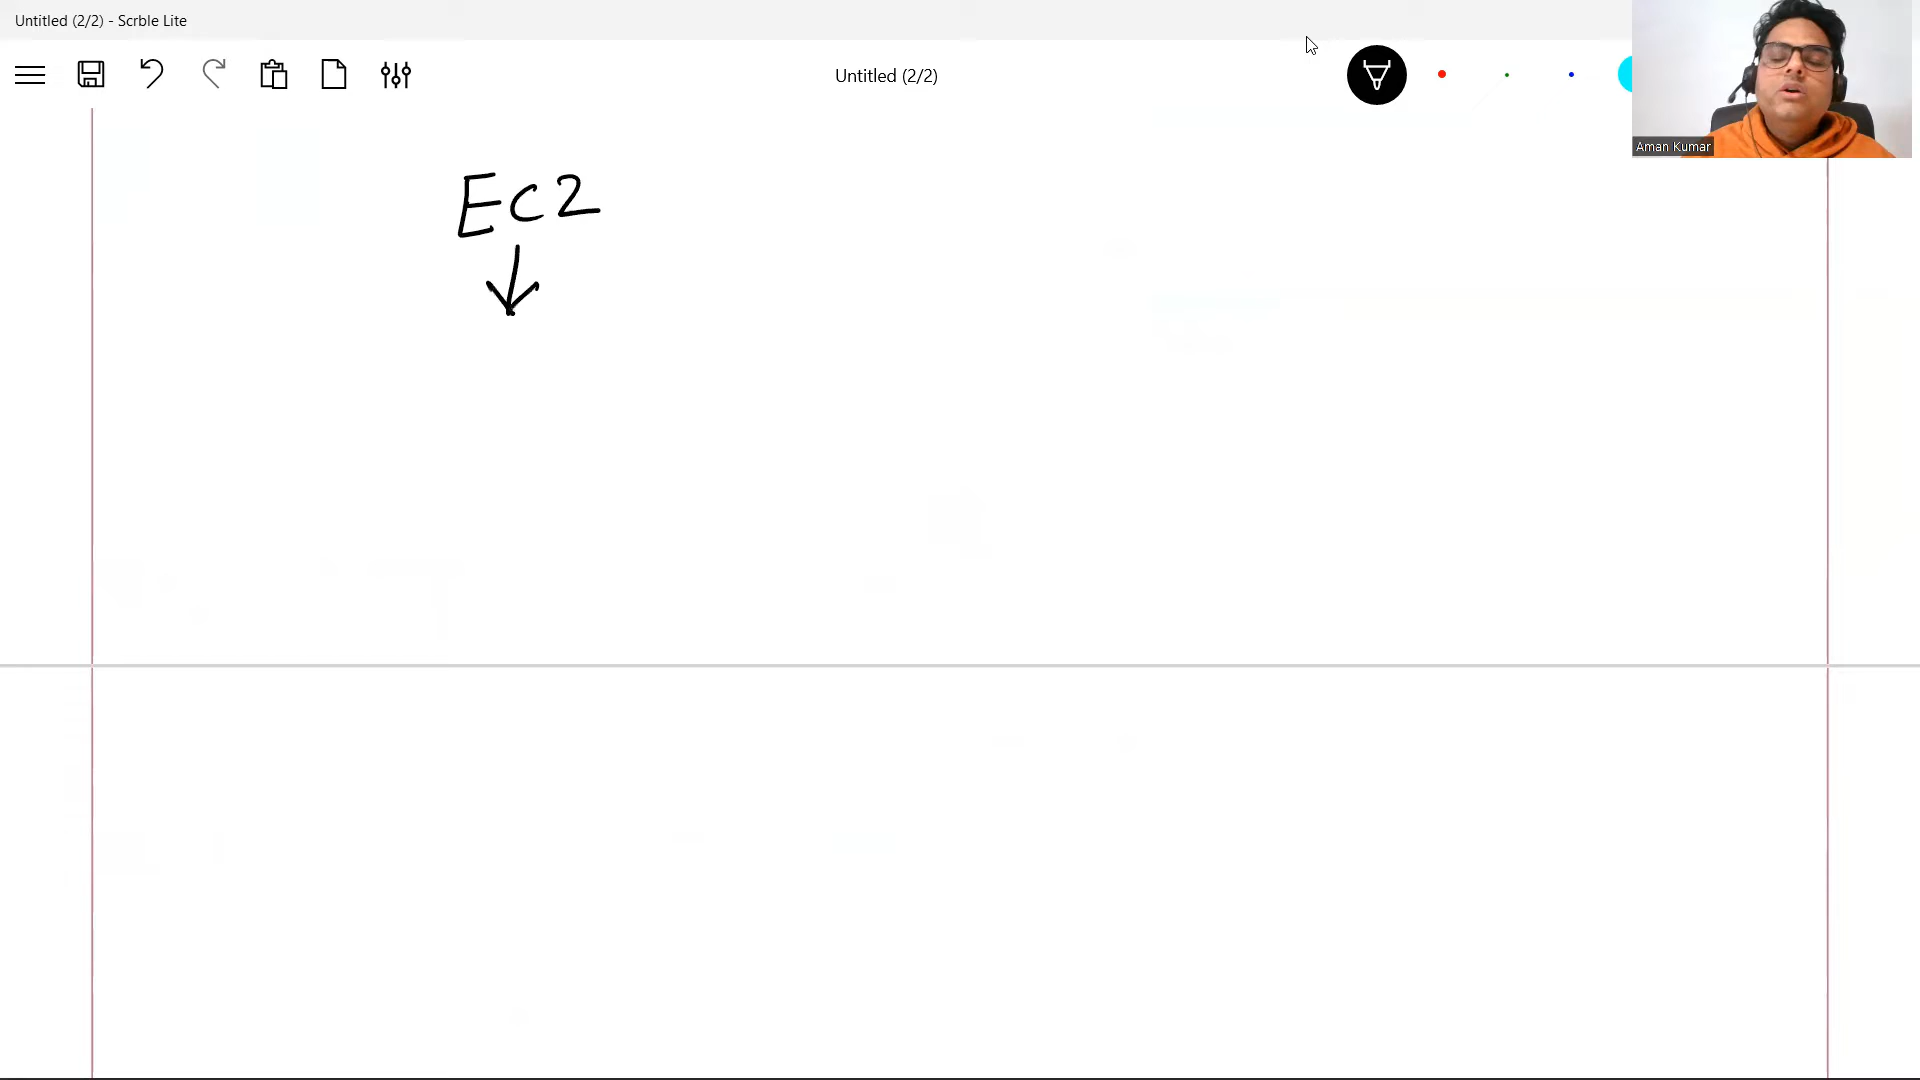 Untitled (2/2) - Scrble Lite
Untitled (2/2)
Aman Kumar
EC2